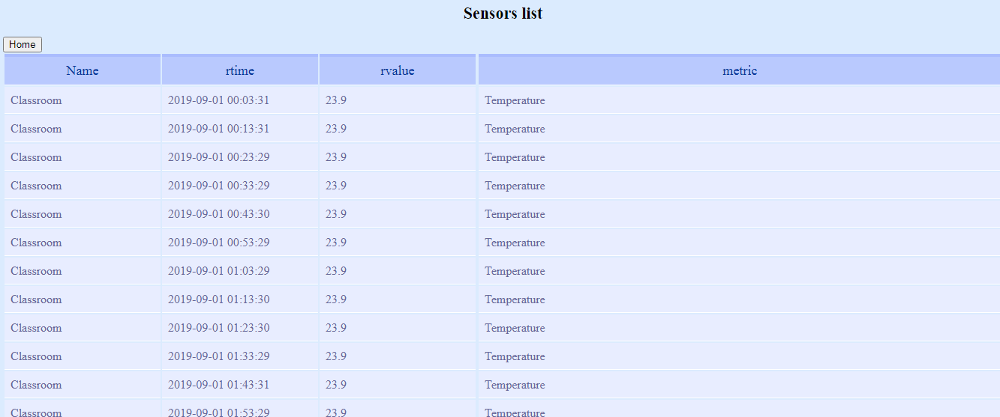 Sensors list
Home
Name rtime rvalue metric
Classroom 2019-09-01 00:03:31 23.9 Temperature
Classroom 2019-09-01 00:13:31 23.9 Temperature
Classroom 2019-09-01 00:23:29 23.9 Temperature
Classroom 2019-09-01 00:33:29 23.9 Temperature
Classroom 2019-09-01 00:43:30 23.9 Temperature
Classroom 2019-09-01 00:53:29 23.9 Temperature
Classroom 2019-09-01 01:03:29 23.9 Temperature
Classroom 2019-09-01 01:13:30 23.9 Temperature
Classroom 2019-09-01 01:23:30 23.9 Temperature
Classroom 2019-09-01 01:33:29 23.9 Temperature
Classroom 2019-09-01 01:43:31 23.9 Temperature
Classroom 2019-09-01 01:53:29 23.9 Temperature